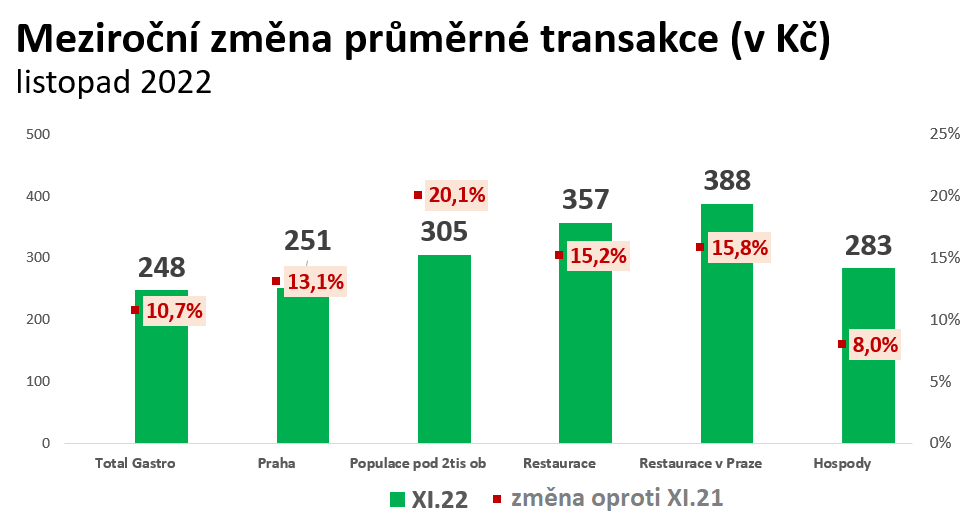 Meziroční změna průměrné transakce (v Kč)
listopad 2022
500 25%
400 20%
300 15%
200 10%
100 5%
0 0%
248 251 305 357 388 283
10,7% 13,1% 20,1% 15,2% 15,8% 8,0%
Total Gastro Praha Populace pod 2tis ob Restaurace Restaurace v Praze Hospody
XI.22 změna oproti XI.21